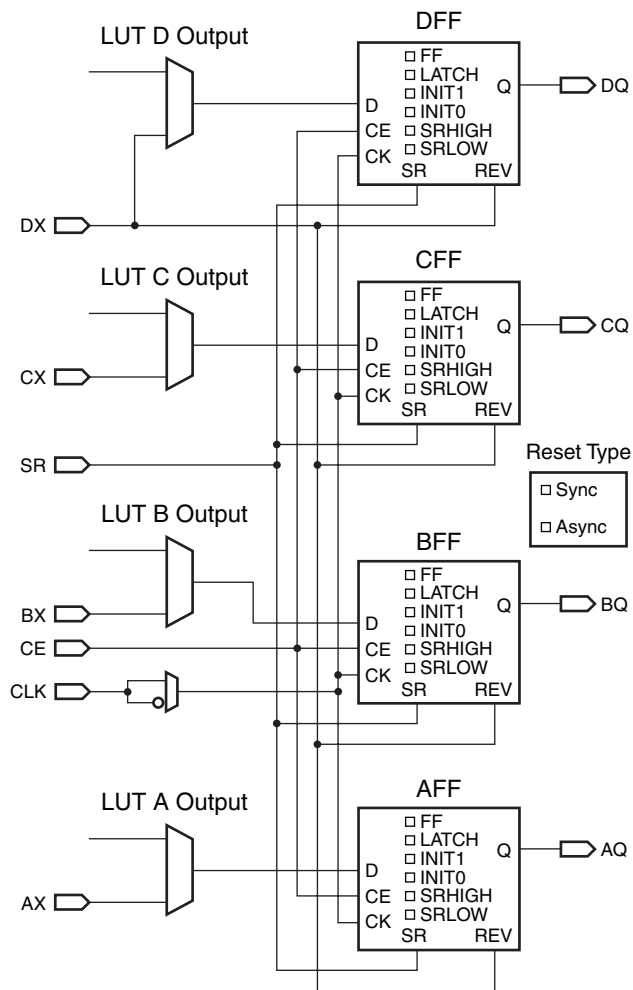 DFF
LUT D Output
FF
LATCH
INIT1
INIT0
SRHIGH
SRLOW
D
CE
CK
SR
REV
Q
DQ
DX
CFF
LUT C Output
FF
LATCH
INIT1
INIT0
SRHIGH
SRLOW
D
CE
CK
SR
REV
Q
CQ
CX
SR
Reset Type
Sync
Async
LUT B Output
BFF
FF
LATCH
INIT1
INIT0
SRHIGH
SRLOW
D
CE
CK
SR
REV
Q
BQ
BX
CE
CLK
AFF
LUT A Output
FF
LATCH
INIT1
INIT0
SRHIGH
SRLOW
D
CE
CK
SR
REV
Q
AQ
AX